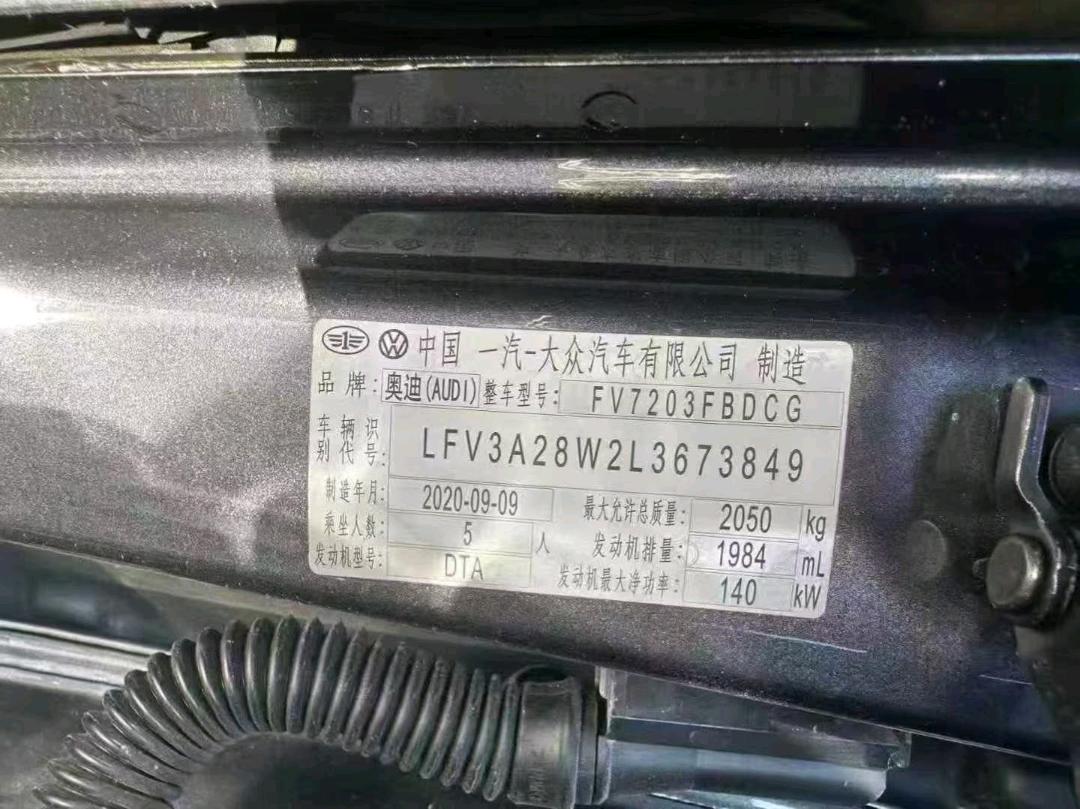 中国 一汽-大众汽车有限公司 制造
品牌: 奥迪(AUDI) 整车型号: FV7203FBDCG
车辆识别代号: LFV3A28W2L3673849
制造年月: 2020-09-09 最大允许总质量: 2050 kg
乘坐人数: 5 人 发动机排量: 1984 mL
发动机型号: DTA 发动机最大净功率: 140 kW